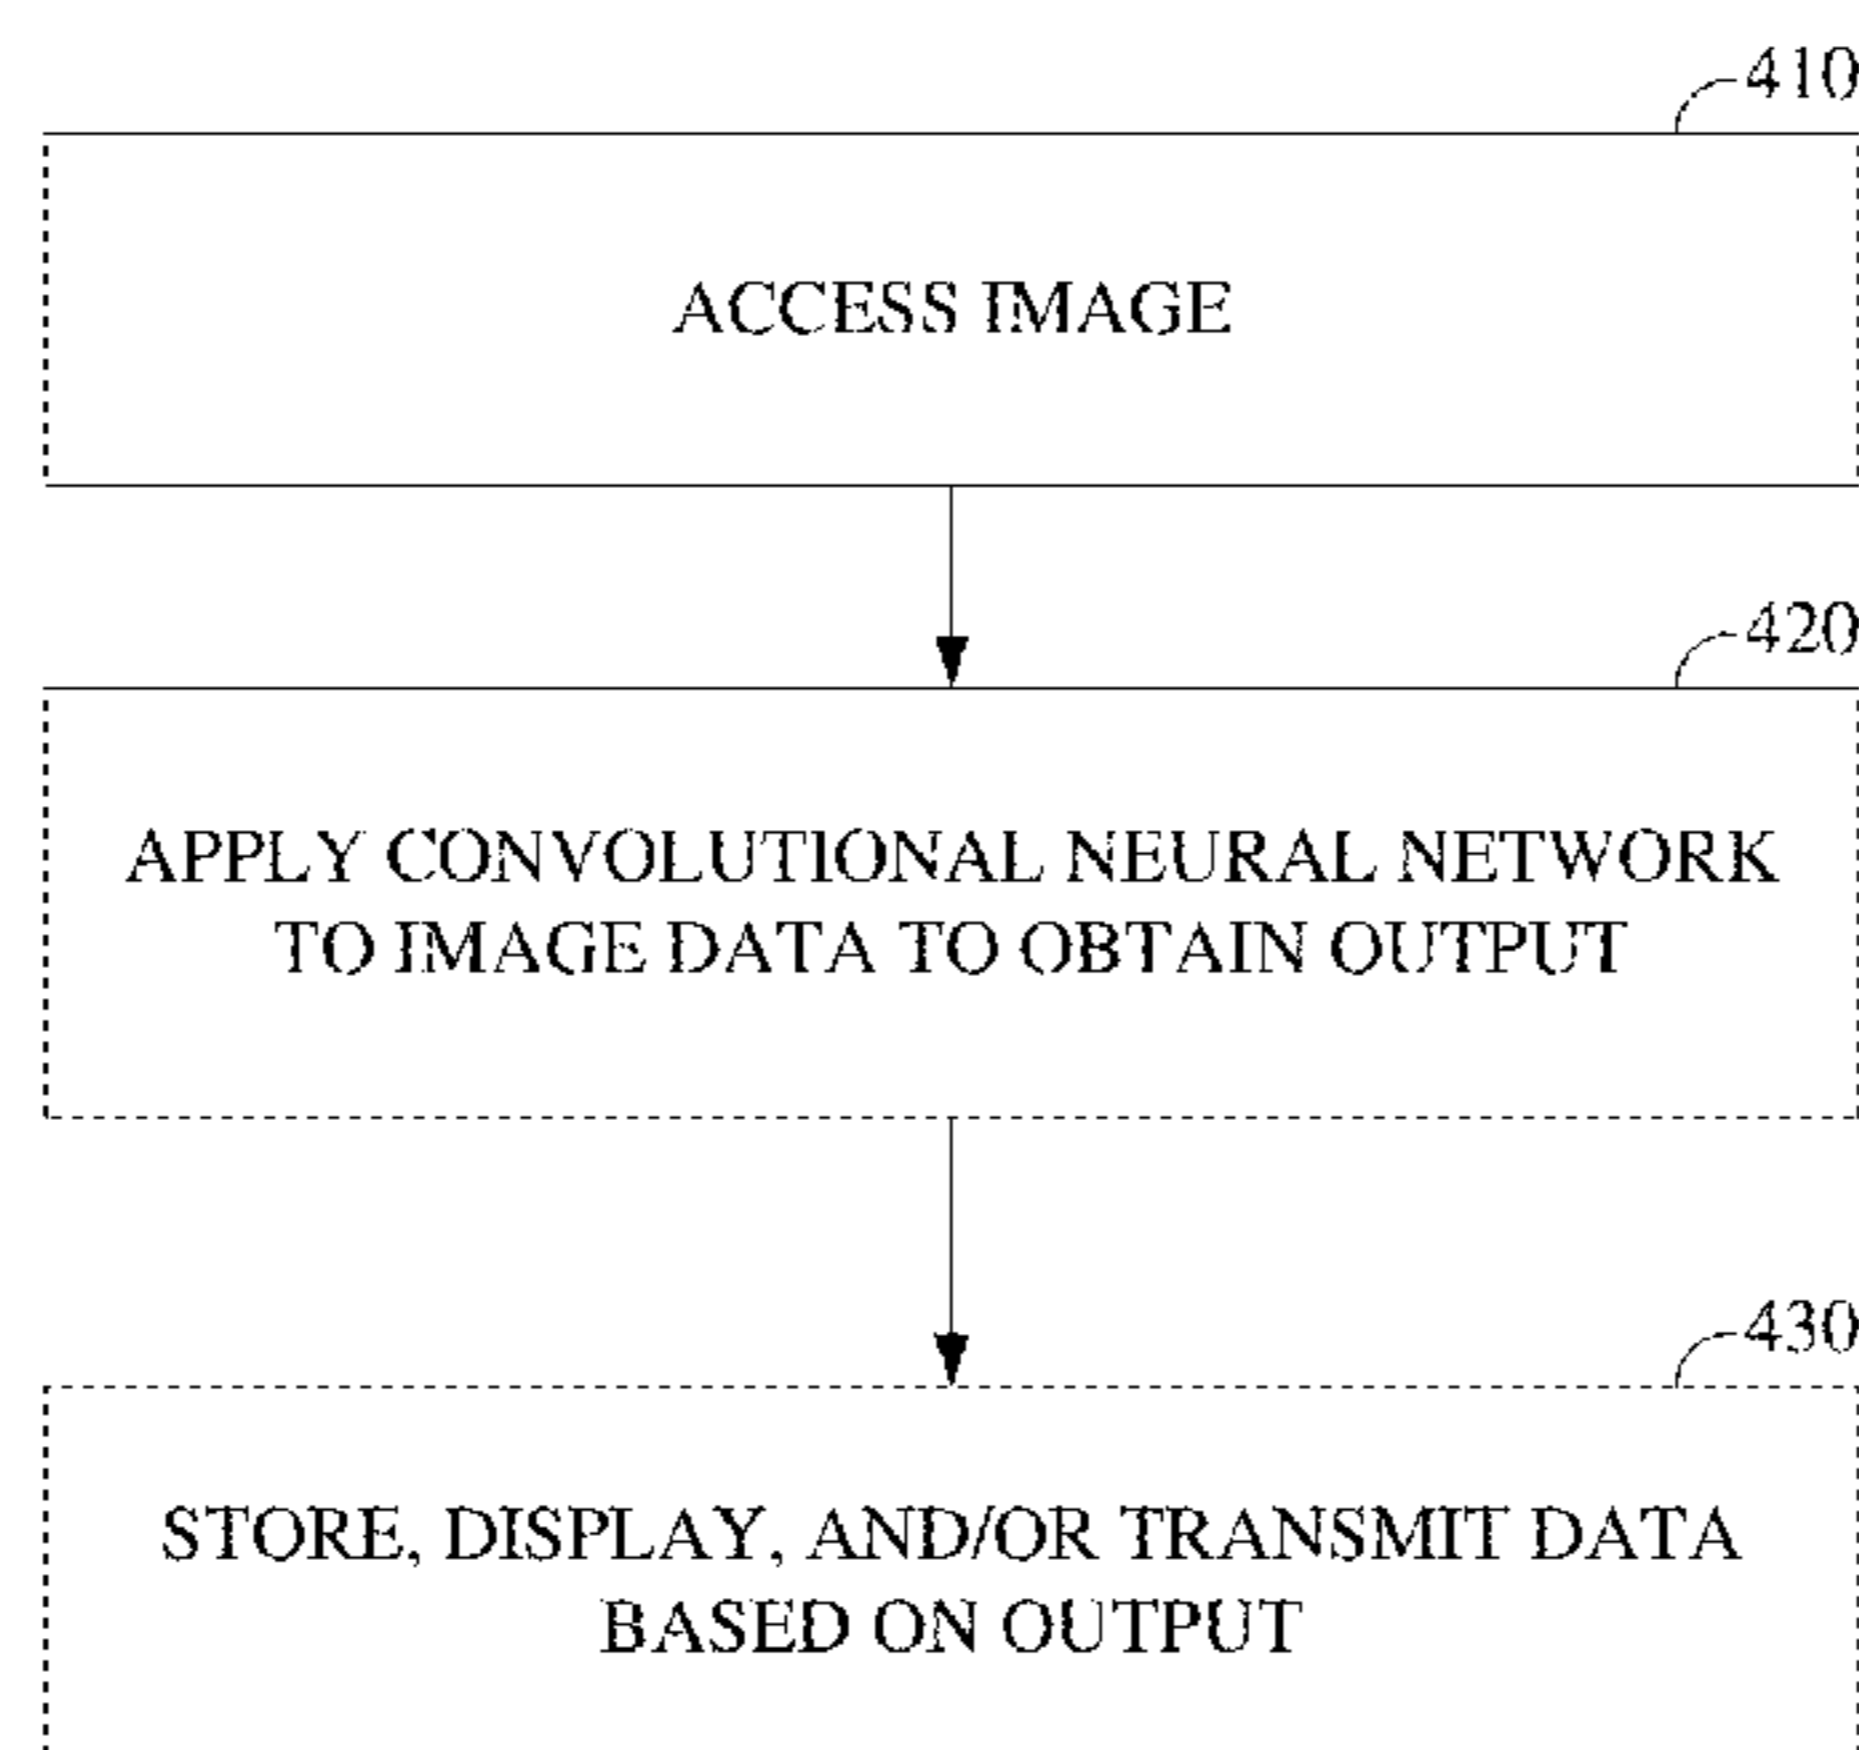 410
ACCESS IMAGE
420
APPLY CONVOLUTIONAL NEURAL NETWORK
TO IMAGE DATA TO OBTAIN OUTPUT
430
STORE, DISPLAY, AND/OR TRANSMIT DATA
BASED ON OUTPUT